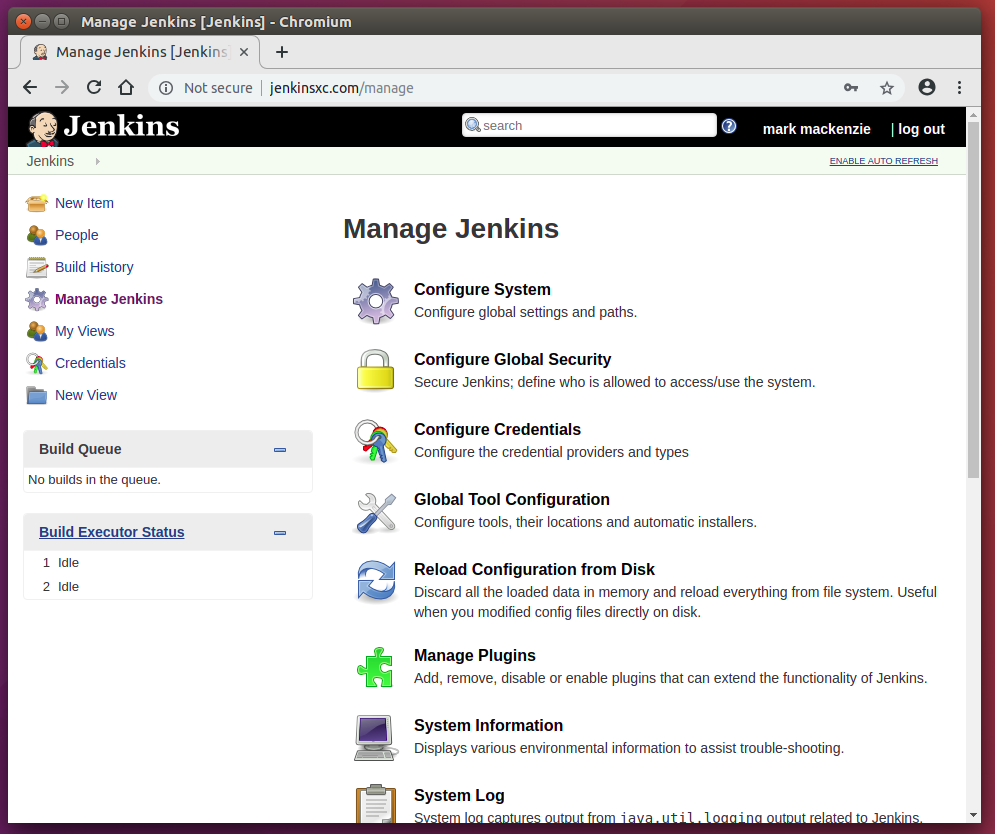 Manage Jenkins [Jenkins] - Chromium
Manage Jenkins [Jenkins
Not secure | jenkinsxc.com/manage
Jenkins
search
mark mackenzie
| log out
Jenkins
ENABLE AUTO REFRESH
New Item
People
Build History
Manage Jenkins
My Views
Credentials
New View
Build Queue
No builds in the queue.
Build Executor Status
1 Idle
2 Idle
Manage Jenkins
Configure System
Configure global settings and paths.
Configure Global Security
Secure Jenkins; define who is allowed to access/use the system.
Configure Credentials
Configure the credential providers and types
Global Tool Configuration
Configure tools, their locations and automatic installers.
Reload Configuration from Disk
Discard all the loaded data in memory and reload everything from file system. Useful
when you modified config files directly on disk.
Manage Plugins
Add, remove, disable or enable plugins that can extend the functionality of Jenkins.
System Information
Displays various environmental information to assist trouble-shooting.
System Log
System log captures output from java.util.logging output related to Jenkins.